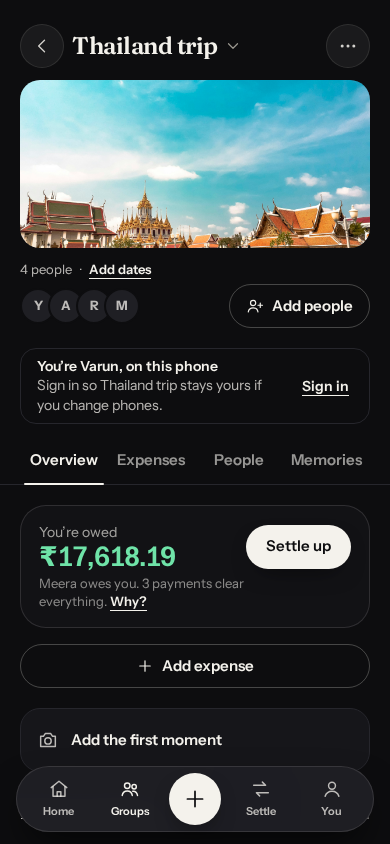 Thailand trip
4 people · Add dates
Y A R M
Add people
You're Varun, on this phone
Sign in so Thailand trip stays yours if
you change phones.
Sign in
Overview Expenses People Memories
You're owed
₹17,618.19
Settle up
Meera owes you. 3 payments clear
everything. Why?
Add expense
Add the first moment
Home Groups Settle You